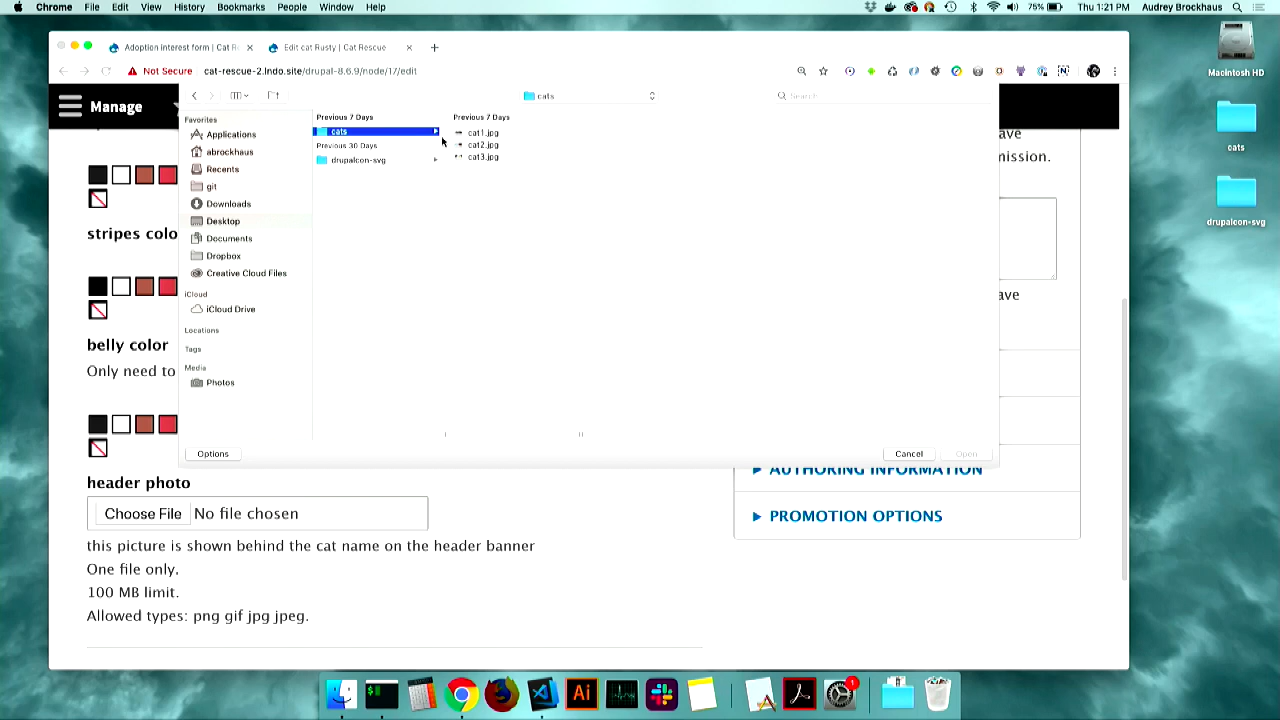 Chrome File Edit View History Bookmarks People Window Help
75% Thu 1:21 PM Audrey Brockhaus
Adoption interest form | Cat R
Edit cat Rusty | Cat Rescue
Not Secure cat-rescue-2.lndo.site/drupal-8.6.9/node/17/edit
Macintosh HD
cats
drupalcon-svg
Manage
cats
Search
Favorites
Applications
abrockhaus
Recents
git
Downloads
Desktop
Documents
Dropbox
Creative Cloud Files
iCloud
iCloud Drive
Locations
Tags
Media
Photos
Previous 7 Days
cats
Previous 30 Days
drupalcon-svg
Previous 7 Days
cat1.jpg
cat2.jpg
cat3.jpg
Options
Cancel
Open
ave
mission.
ave
stripes colo
belly color
Only need to
header photo
Choose File No file chosen
this picture is shown behind the cat name on the header banner
One file only.
100 MB limit.
Allowed types: png gif jpg jpeg.
AUTHORING INFORMATION
PROMOTION OPTIONS
Ai
1